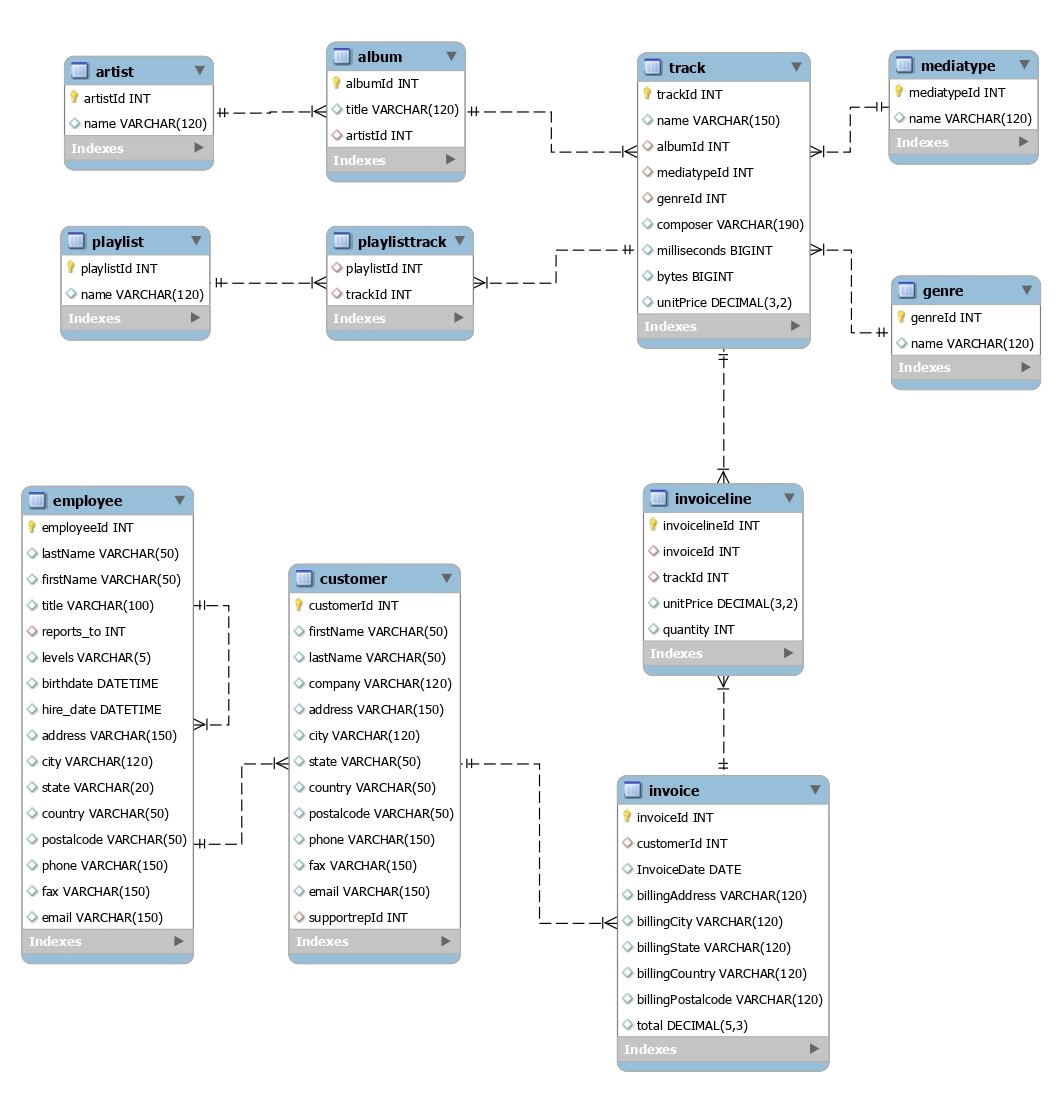 artist
artistId INT
name VARCHAR(120)
Indexes
album
albumId INT
title VARCHAR(120)
artistId INT
Indexes
track
trackId INT
name VARCHAR(150)
albumId INT
mediatypeId INT
genreId INT
composer VARCHAR(190)
milliseconds BIGINT
bytes BIGINT
unitPrice DECIMAL(3,2)
Indexes
mediatype
mediatypeId INT
name VARCHAR(120)
Indexes
playlist
playlistId INT
name VARCHAR(120)
Indexes
playlisttrack
playlistId INT
trackId INT
Indexes
genre
genreId INT
name VARCHAR(120)
Indexes
employee
employeeId INT
lastName VARCHAR(50)
firstName VARCHAR(50)
title VARCHAR(100)
reports_to INT
levels VARCHAR(5)
birthdate DATETIME
hire_date DATETIME
address VARCHAR(150)
city VARCHAR(120)
state VARCHAR(20)
country VARCHAR(50)
postalcode VARCHAR(50)
phone VARCHAR(150)
fax VARCHAR(150)
email VARCHAR(150)
Indexes
customer
customerId INT
firstName VARCHAR(50)
lastName VARCHAR(50)
company VARCHAR(120)
address VARCHAR(150)
city VARCHAR(120)
state VARCHAR(50)
country VARCHAR(50)
postalcode VARCHAR(50)
phone VARCHAR(150)
fax VARCHAR(150)
email VARCHAR(150)
supportrepId INT
Indexes
invoiceline
invoicelineId INT
invoiceId INT
trackId INT
unitPrice DECIMAL(3,2)
quantity INT
Indexes
invoice
invoiceId INT
customerId INT
InvoiceDate DATE
billingAddress VARCHAR(120)
billingCity VARCHAR(120)
billingState VARCHAR(120)
billingCountry VARCHAR(120)
billingPostalcode VARCHAR(120)
total DECIMAL(5,3)
Indexes